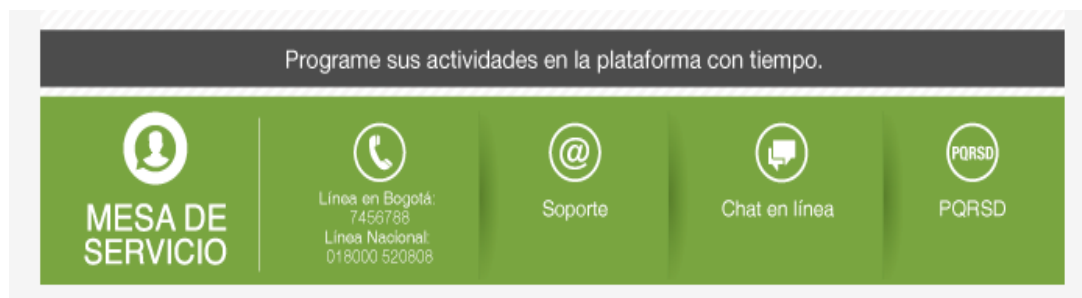 Programe sus actividades en la plataforma con tiempo.
MESA DE
SERVICIO
Línea en Bogotá:
7456788
Línea Nacional:
018000 520808
@
Soporte
Chat en línea
PQRSD
PQRSD